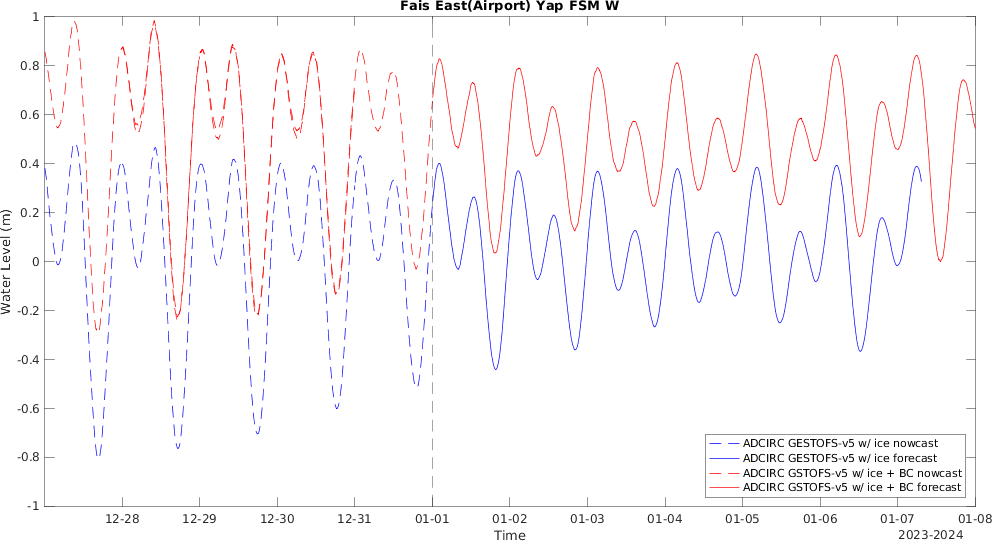 Fais East(Airport) Yap FSM W
Water Level (m)
1
0.8
0.6
0.4
0.2
0
-0.2
-0.4
-0.6
-0.8
-1
ADCIRC GESTOFS-v5 w/ ice nowcast
ADCIRC GESTOFS-v5 w/ ice forecast
ADCIRC GSTOFS-v5 w/ ice + BC nowcast
ADCIRC GSTOFS-v5 w/ ice + BC forecast
12-28 12-29 12-30 12-31 01-01 01-02 01-03 01-04 01-05 01-06 01-07 01-08
Time
2023-2024